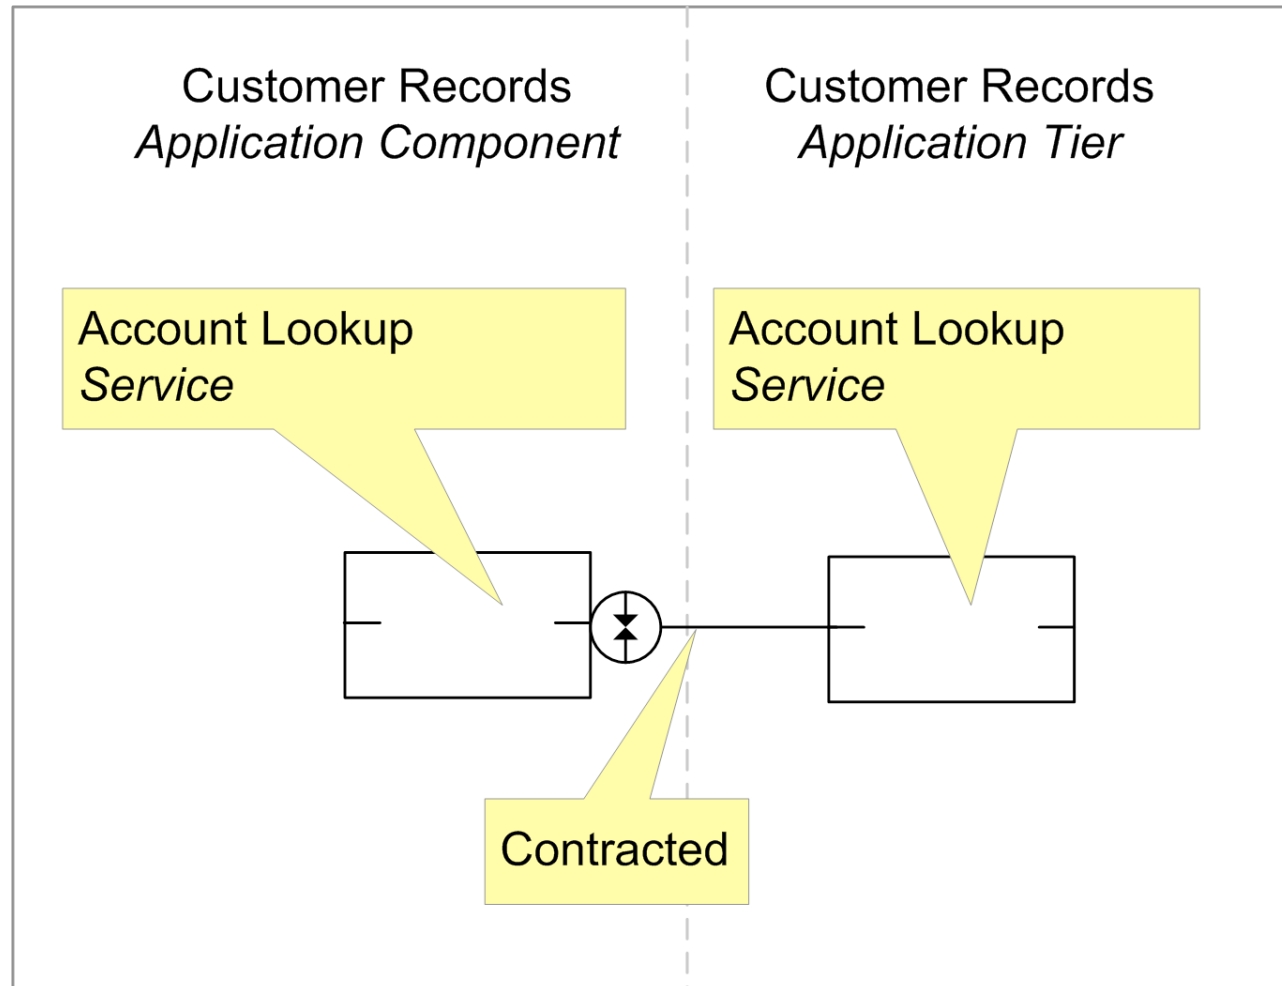 Customer Records
Application Component
Customer Records
Application Tier
Account Lookup
Service
Account Lookup
Service
Contracted